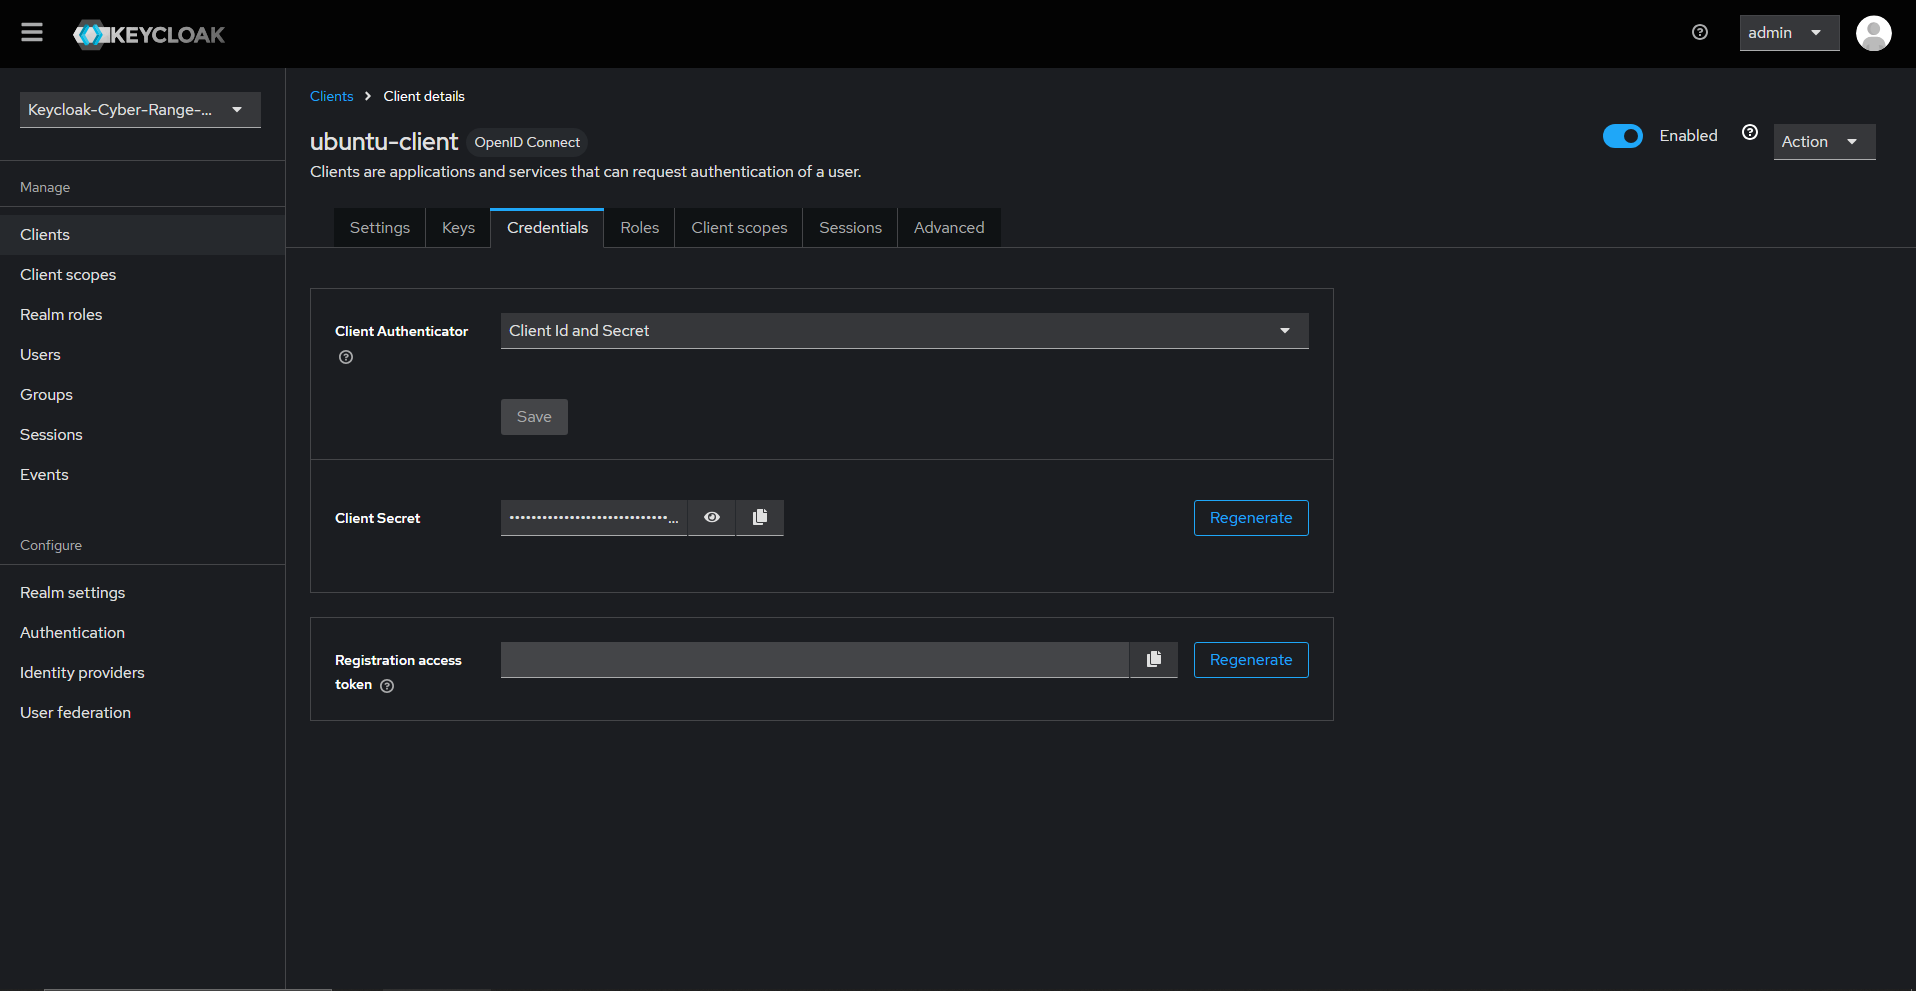 KEYCLOAK
admin
Keycloak-Cyber-Range-...
Manage
Clients
Client scopes
Realm roles
Users
Groups
Sessions
Events
Configure
Realm settings
Authentication
Identity providers
User federation
Clients > Client details
ubuntu-client OpenID Connect
Enabled
Action
Clients are applications and services that can request authentication of a user.
Settings Keys Credentials Roles Client scopes Sessions Advanced
Client Authenticator
Client Id and Secret
Save
Client Secret
Regenerate
Registration access
token
Regenerate